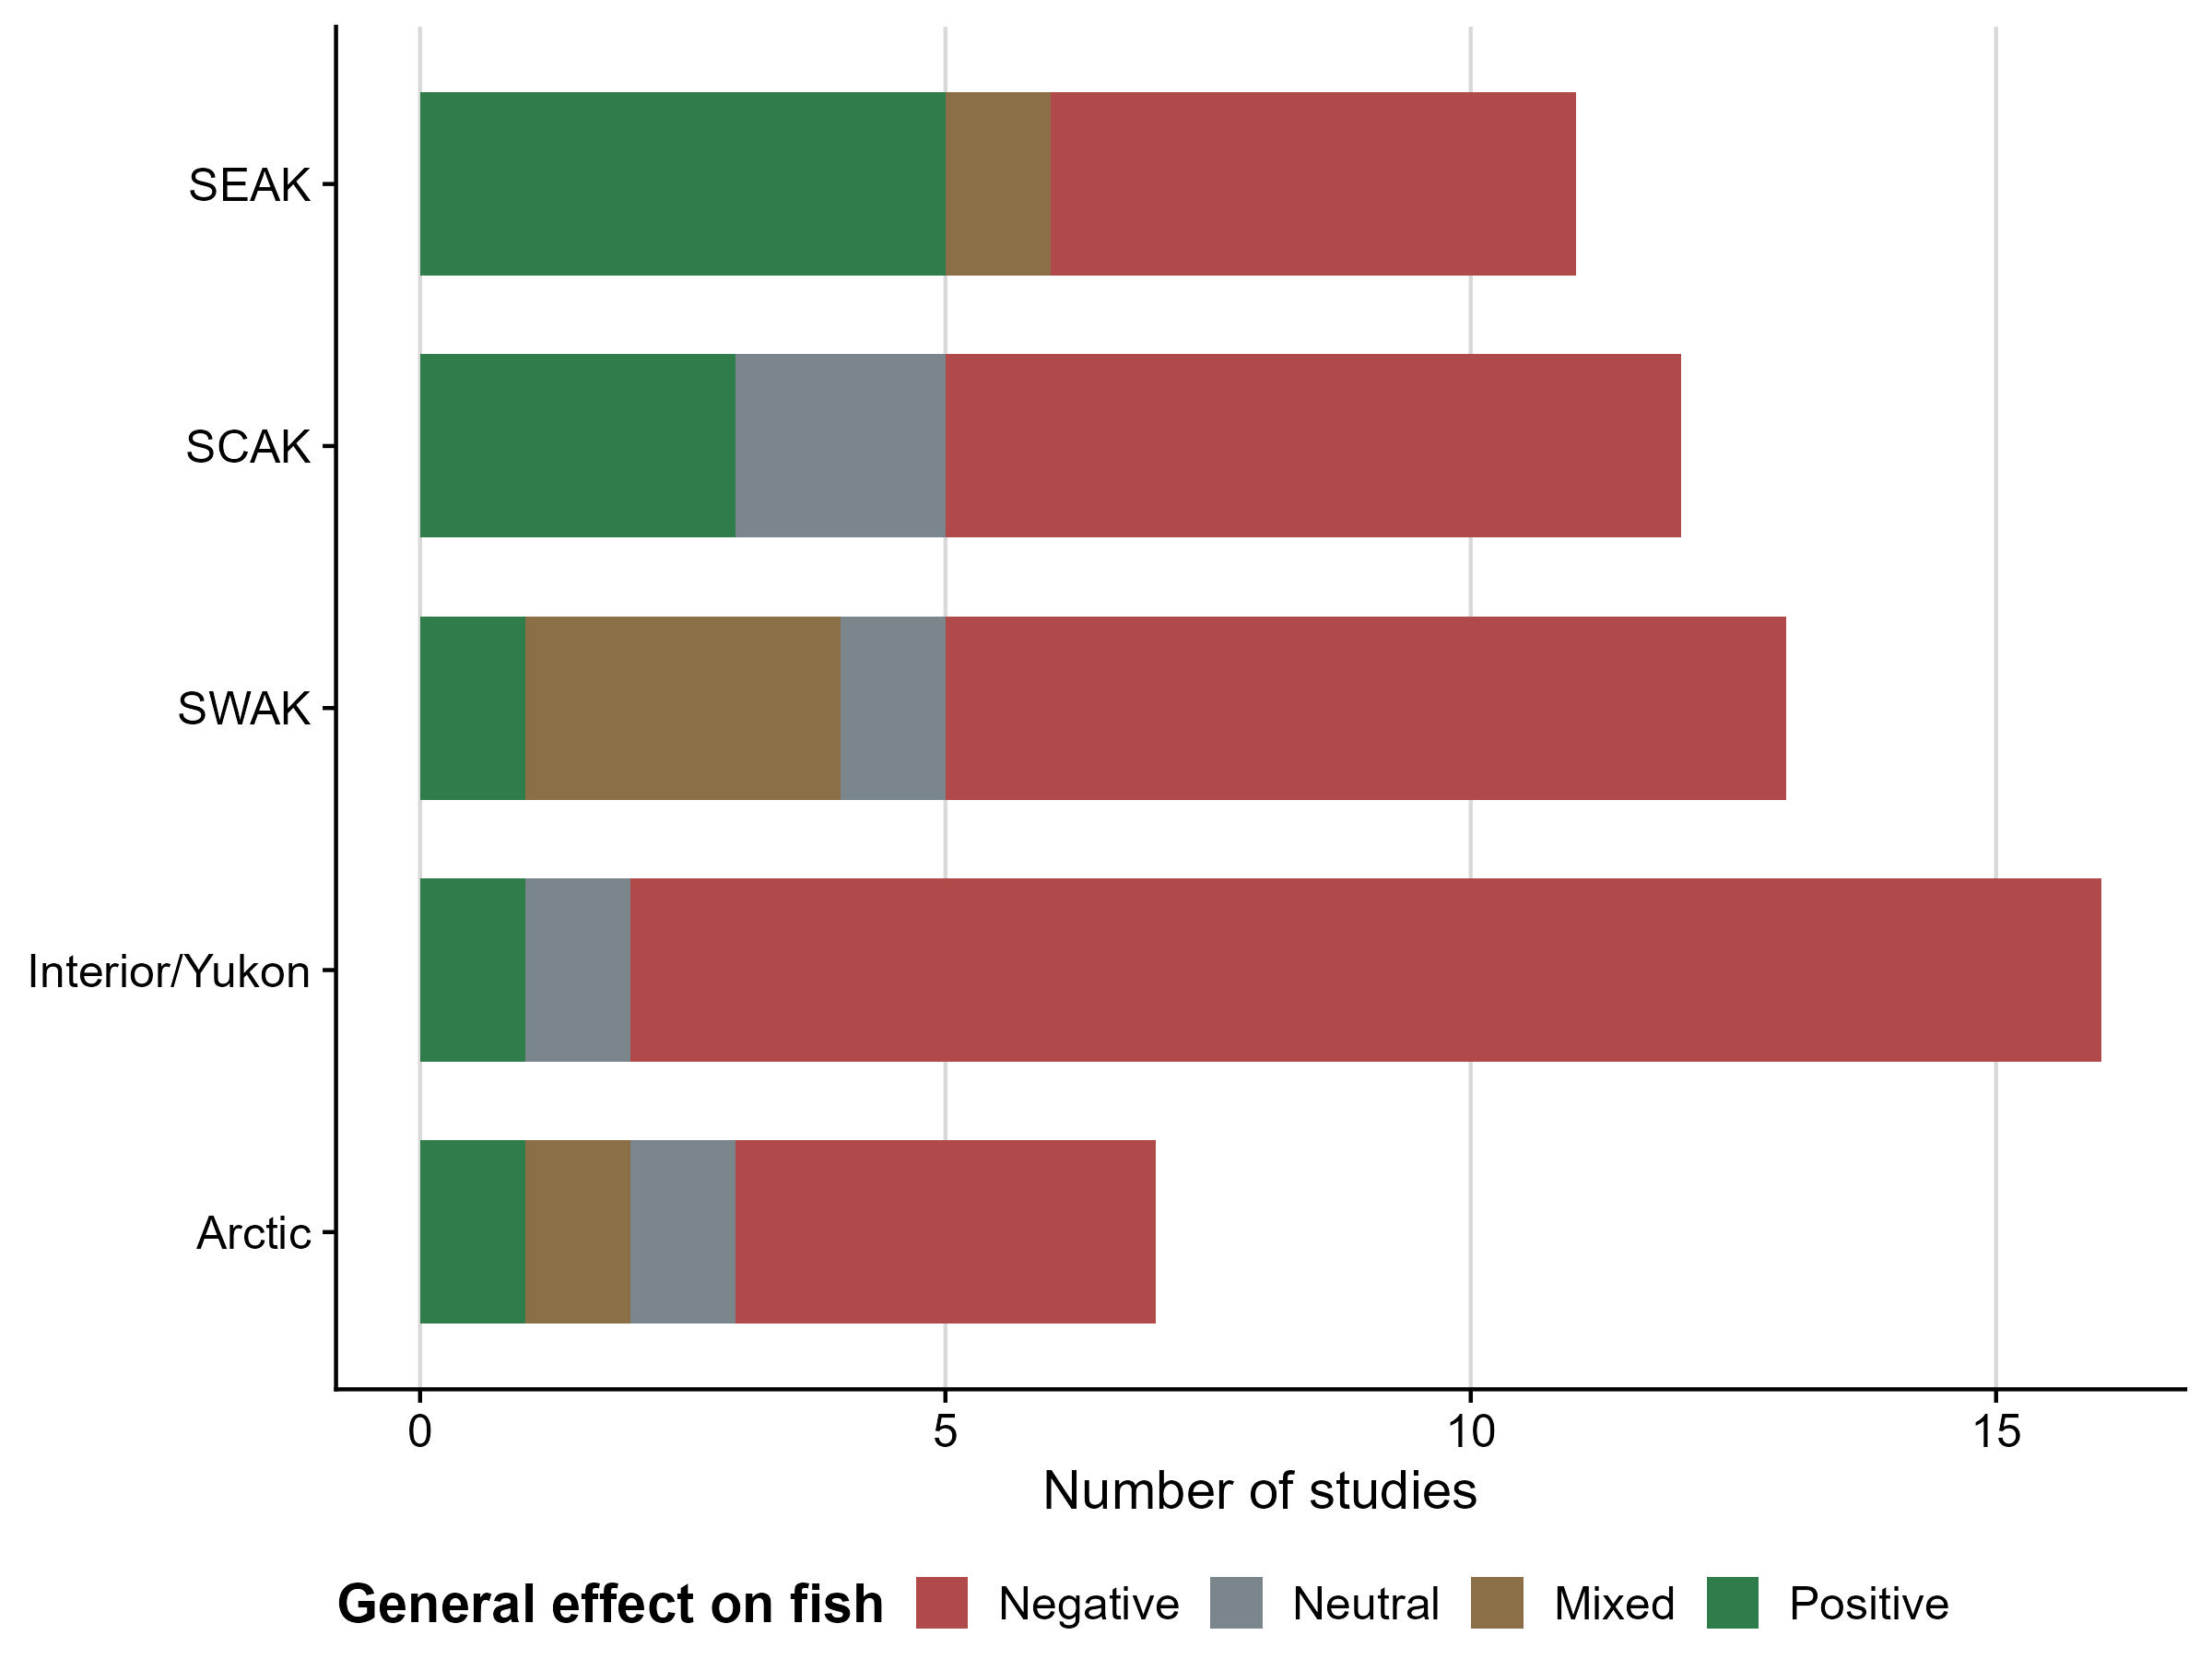 SEAK
SCAK
SWAK
Interior/Yukon
Arctic
0 5 10 15
Number of studies
General effect on fish Negative Neutral Mixed Positive